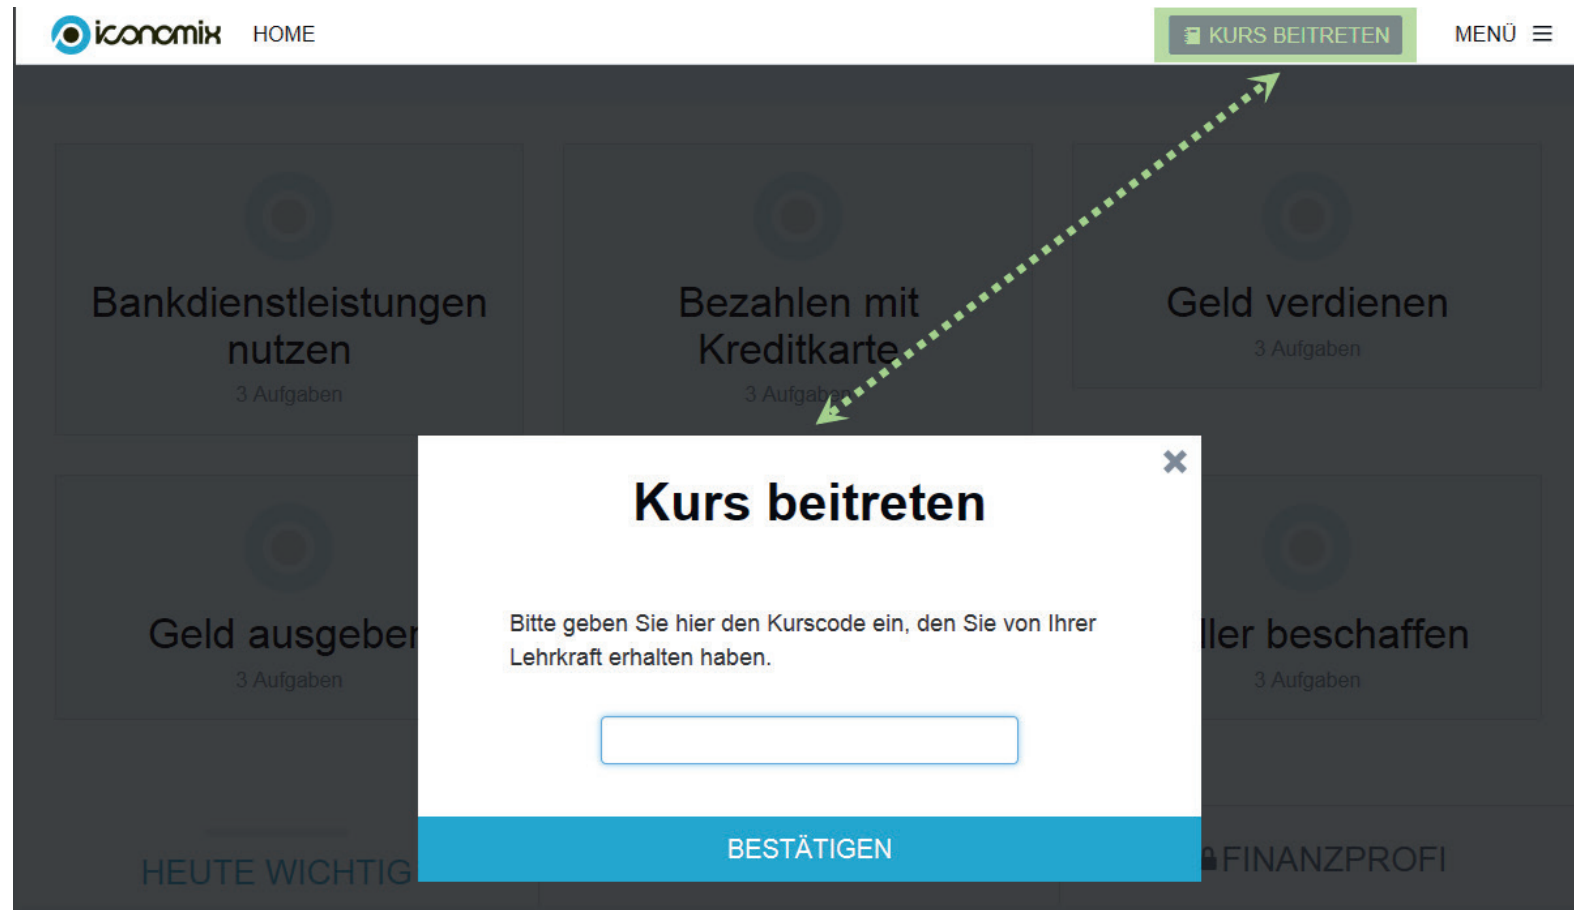 iconomix HOME KURS BEITRETEN MENÜ
Bankdienstleistungen
nutzen
3 Aufgaben
Bezahlen mit
Kreditkarte
3 Aufgaben
Geld verdienen
3 Aufgaben
Geld ausgeben
3 Aufgaben
ller beschaffen
3 Aufgaben
Kurs beitreten
Bitte geben Sie hier den Kurscode ein, den Sie von Ihrer
Lehrkraft erhalten haben.
BESTÄTIGEN
HEUTE WICHTIG
FINANZPROFI